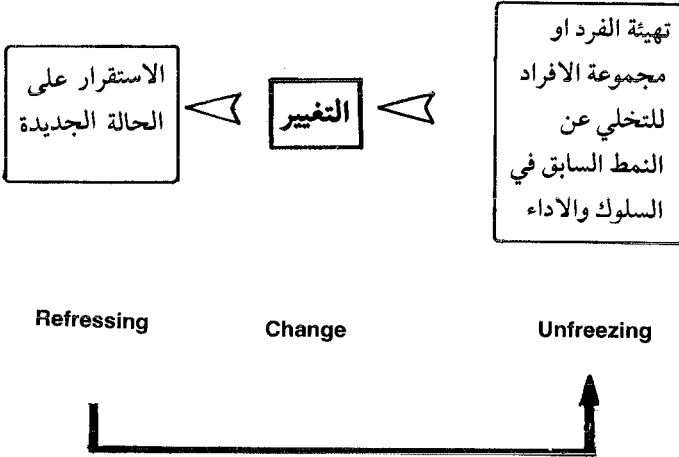 تهيئة الفرد او
مجموعة الافراد
للتخلي عن
النمط السابق في
السلوك والاداء
التغيير
الاستقرار على
الحالة الجديدة
Refressing
Change
Unfreezing